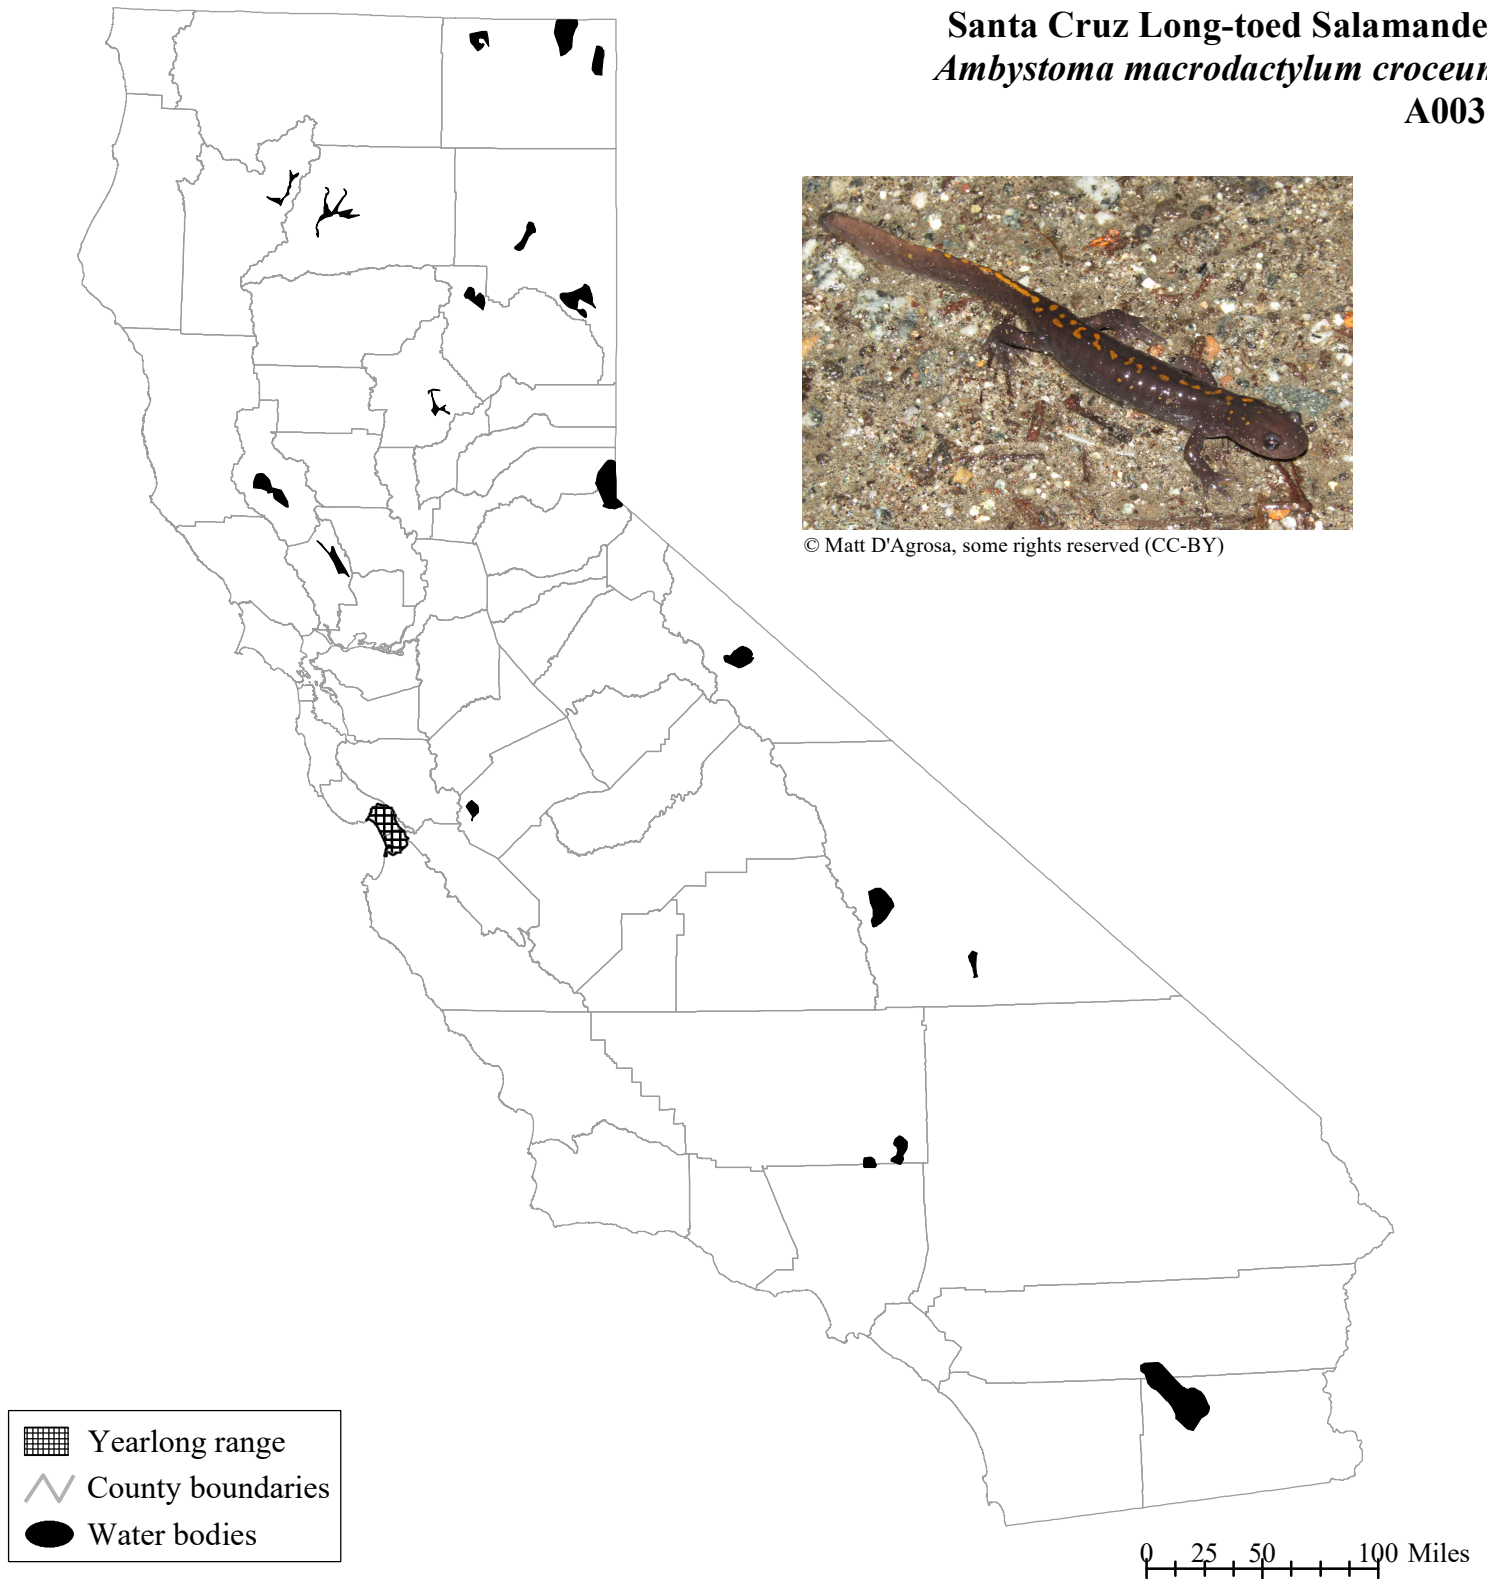 Santa Cruz Long-toed Salamande
Ambystoma macrodactylum croceum
A003
© Matt D'Agrosa, some rights reserved (CC-BY)
Yearlong range
County boundaries
Water bodies
0 25 50 100 Miles